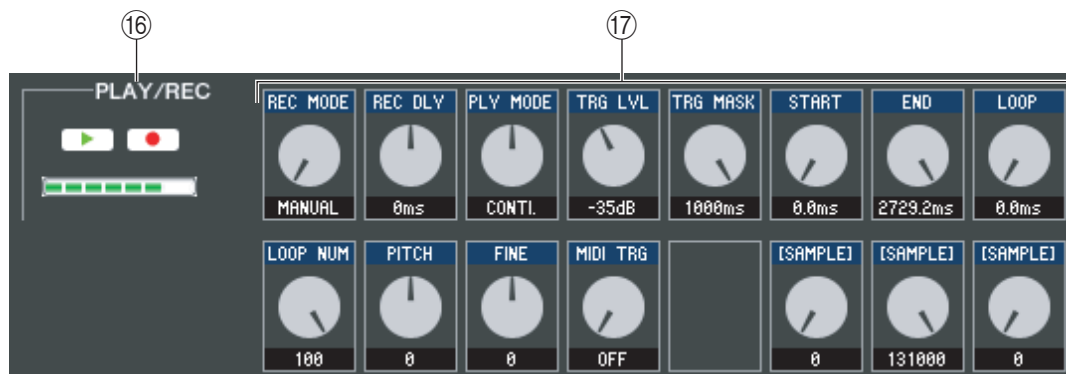 ⑯ ⑰
PLAY/REC
REC MODE REC DLY PLY MODE TRG LVL TRG MASK START END LOOP
MANUAL 0ms CONTI. -35dB 1000ms 0.0ms 2729.2ms 0.0ms
LOOP NUM PITCH FINE MIDI TRG [SAMPLE] [SAMPLE] [SAMPLE]
100 0 0 OFF 0 131000 0